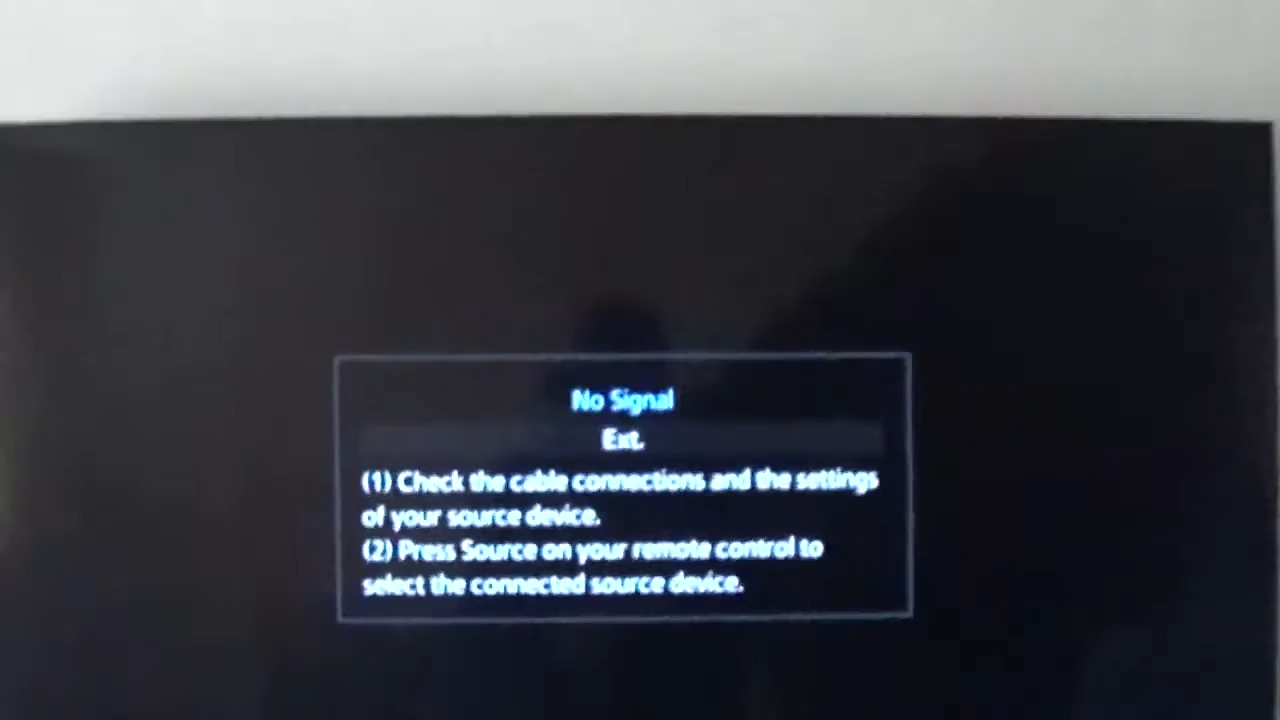 No Signal
Ext.
(1) Check the cable connections and the settings
of your source device.
(2) Press Source on your remote control to
select the connected source device.